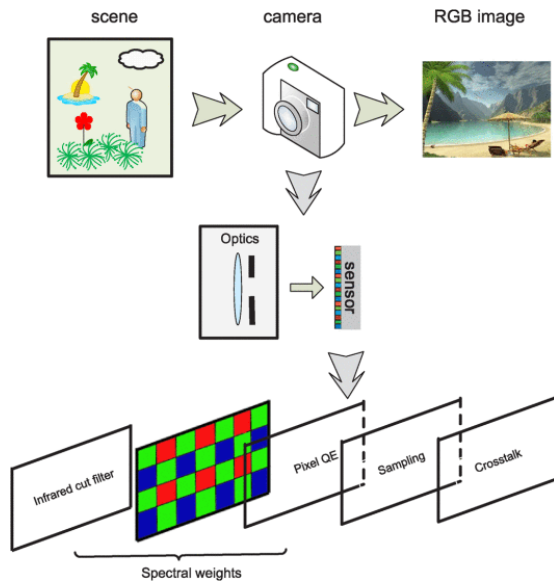 scene
camera
RGB image
Optics
sensor
Infrared cut filter
Pixel QE
Sampling
Crosstalk
Spectral weights